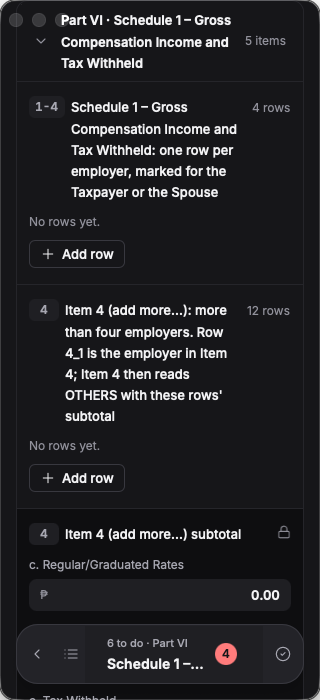 Part VI · Schedule 1 – Gross
Compensation Income and
Tax Withheld
5 items
1-4
Schedule 1 – Gross
Compensation Income and
Tax Withheld: one row per
employer, marked for the
Taxpayer or the Spouse
4 rows
No rows yet.
+ Add row
4
Item 4 (add more...): more
than four employers. Row
4_1 is the employer in Item
4; Item 4 then reads
OTHERS with these rows'
subtotal
12 rows
No rows yet.
+ Add row
4
Item 4 (add more...) subtotal
c. Regular/Graduated Rates
₱ 0.00
6 to do · Part VI
Schedule 1 –...
4
Tax Withheld